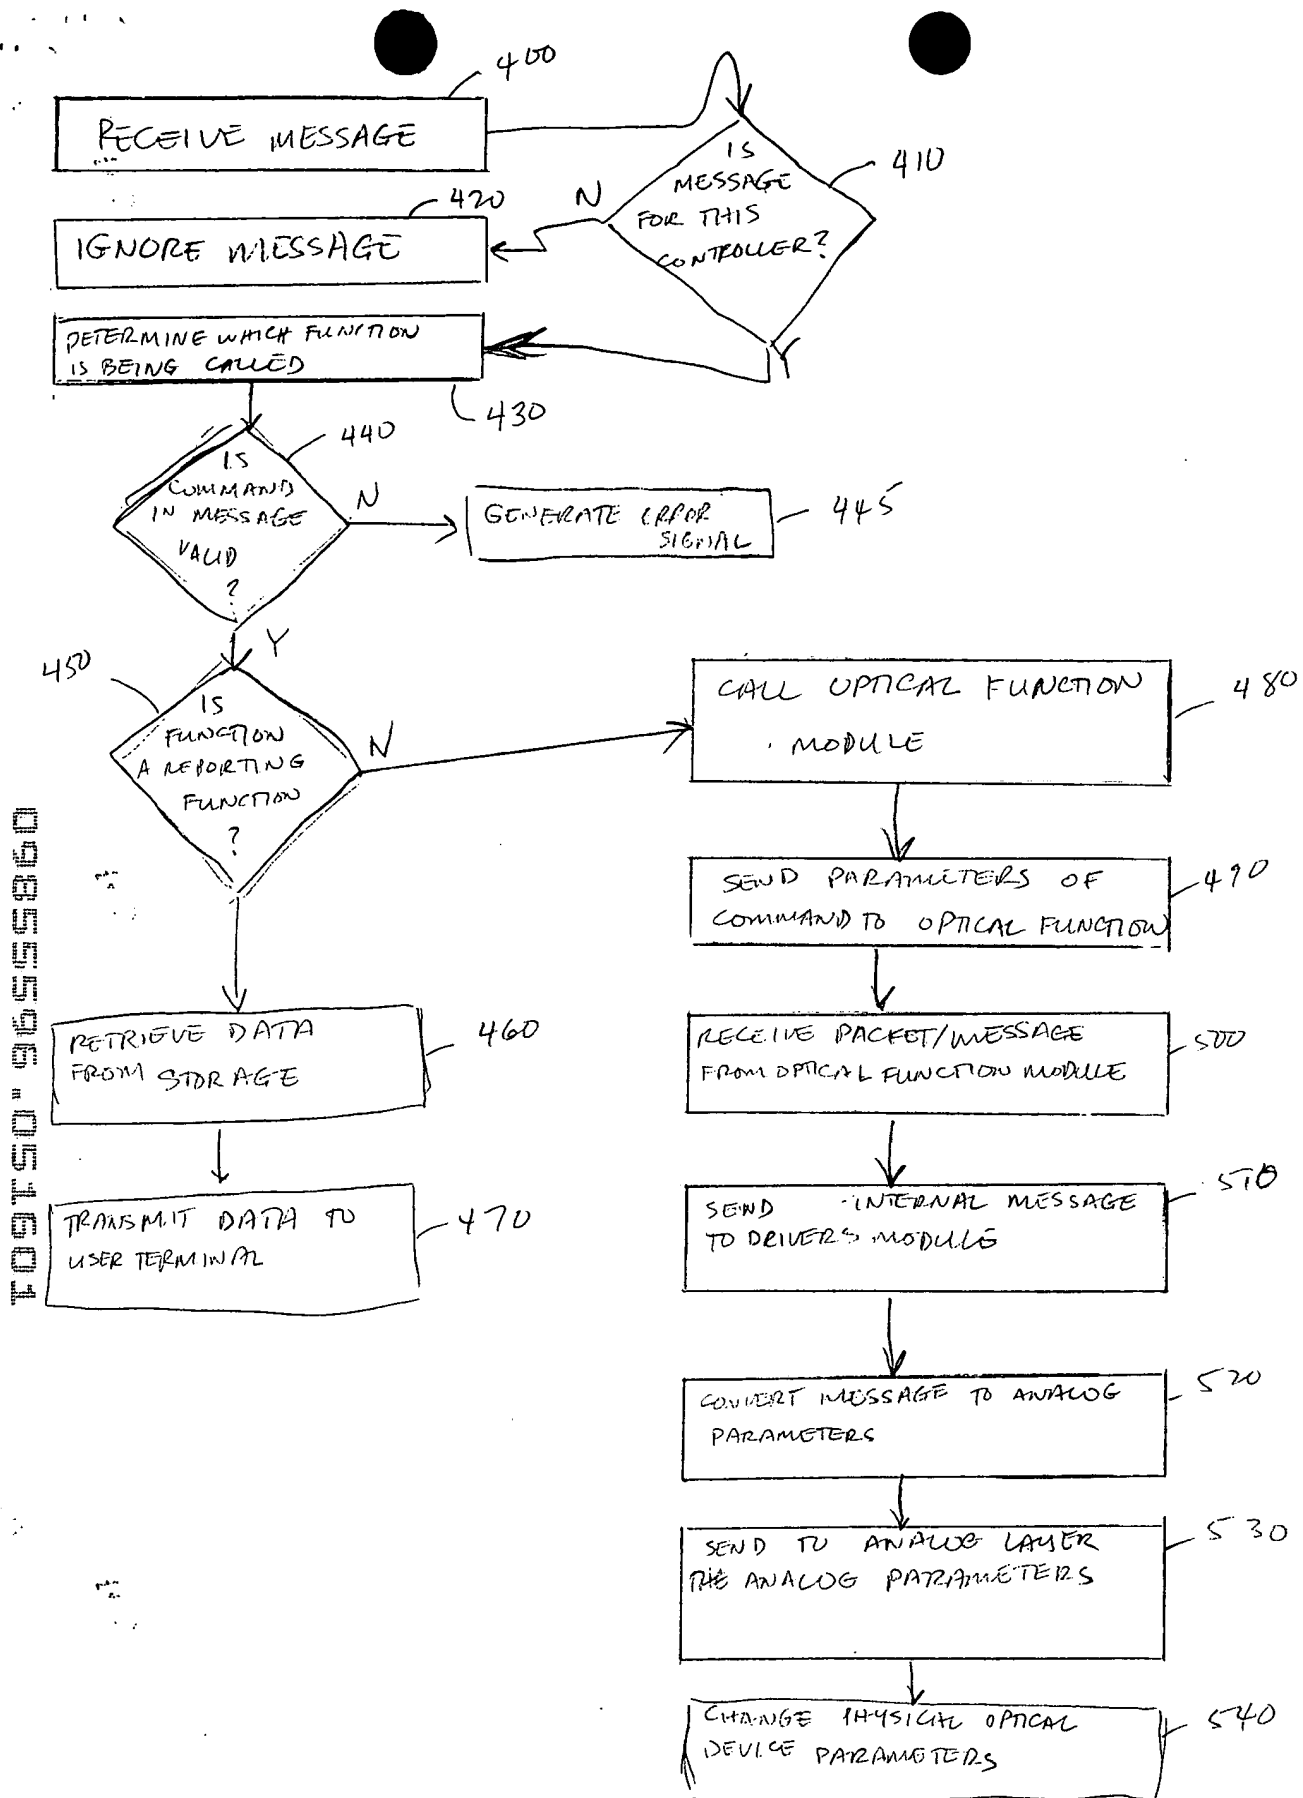 400
RECEIVE MESSAGE
IS
MESSAGE
FOR THIS
CONTROLLER?
410
N
420
IGNORE MESSAGE
Y
DETERMINE WHICH FUNCTION
IS BEING CALLED
430
440
IS
COMMAND
IN MESSAGE
VALID
?
N
GENERATE ERROR
SIGNAL
445
Y
450
IS
FUNCTION
A REPORTING
FUNCTION
?
N
CALL OPTICAL FUNCTION
MODULE
480
SEND PARAMETERS OF
COMMAND TO OPTICAL FUNCTION
490
RETRIEVE DATA
FROM STORAGE
460
RECEIVE PACKET/MESSAGE
FROM OPTICAL FUNCTION MODULE
500
TRANSMIT DATA TO
USER TERMINAL
470
SEND INTERNAL MESSAGE
TO DRIVERS MODULE
510
CONVERT MESSAGE TO ANALOG
PARAMETERS
520
SEND TO ANALOG LAYER
THE ANALOG PARAMETERS
530
CHANGE PHYSICAL OPTICAL
DEVICE PARAMETERS
540
09855596.051601